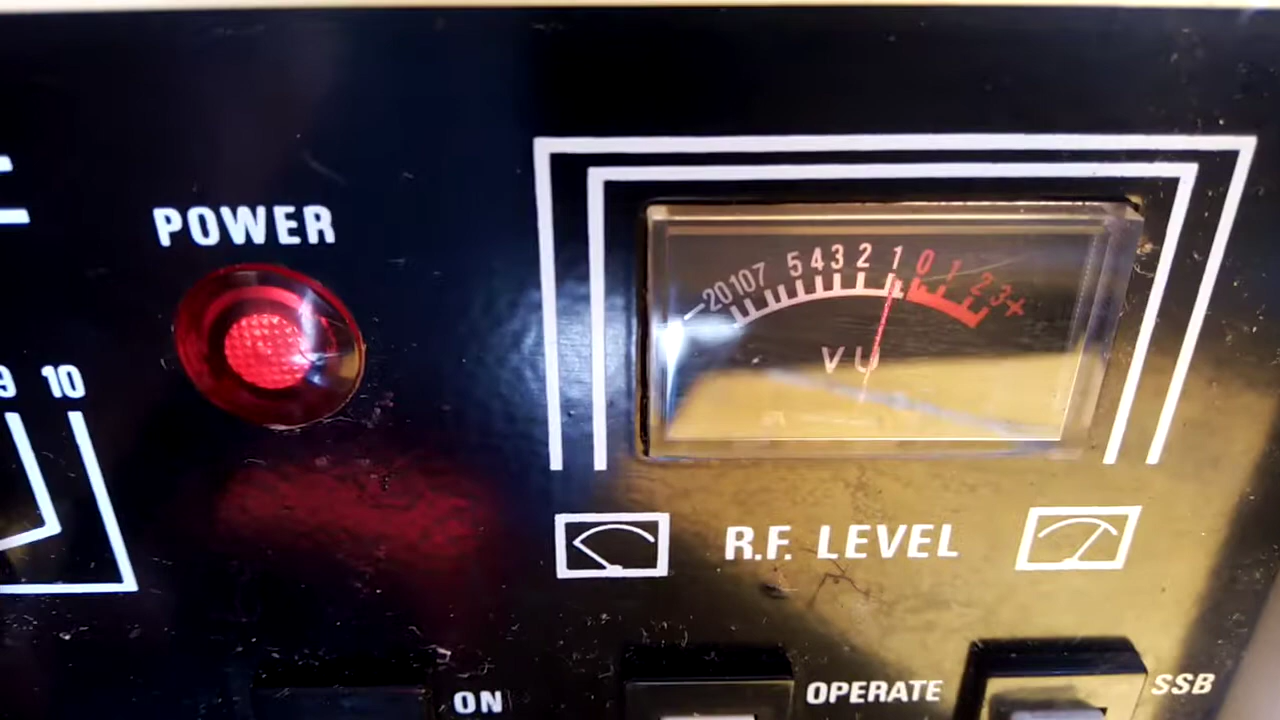 POWER
-20 10 7 5 4 3 2 1 0 1 2 3 +
VU
9 10
R.F. LEVEL
ON OPERATE SSB